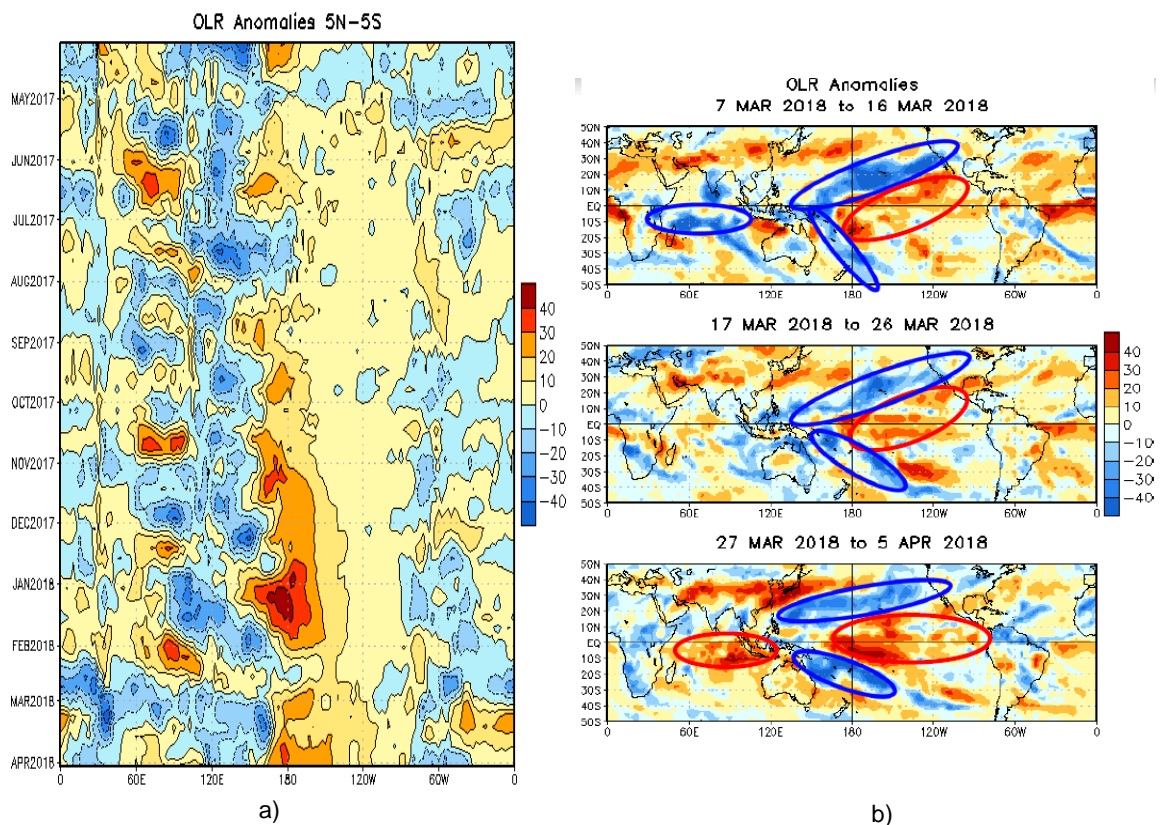 OLR Anomalies 5N-5S
MAY2017
JUN2017
JUL2017
AUG2017
SEP2017
OCT2017
NOV2017
DEC2017
JAN2018
FEB2018
MAR2018
APR2018
0 60E 120E 180 120W 60W 0
40
30
20
10
0
-10
-20
-30
-40
a)
OLR Anomalies
7 MAR 2018 to 16 MAR 2018
50N
40N
30N
20N
10N
EQ
10S
20S
30S
40S
50S
0 60E 120E 180 120W 60W 0
17 MAR 2018 to 26 MAR 2018
50N
40N
30N
20N
10N
EQ
10S
20S
30S
40S
50S
0 60E 120E 180 120W 60W 0
40
30
20
10
0
-10
-20
-30
-40
27 MAR 2018 to 5 APR 2018
50N
40N
30N
20N
10N
EQ
10S
20S
30S
40S
50S
0 60E 120E 180 120W 60W 0
b)